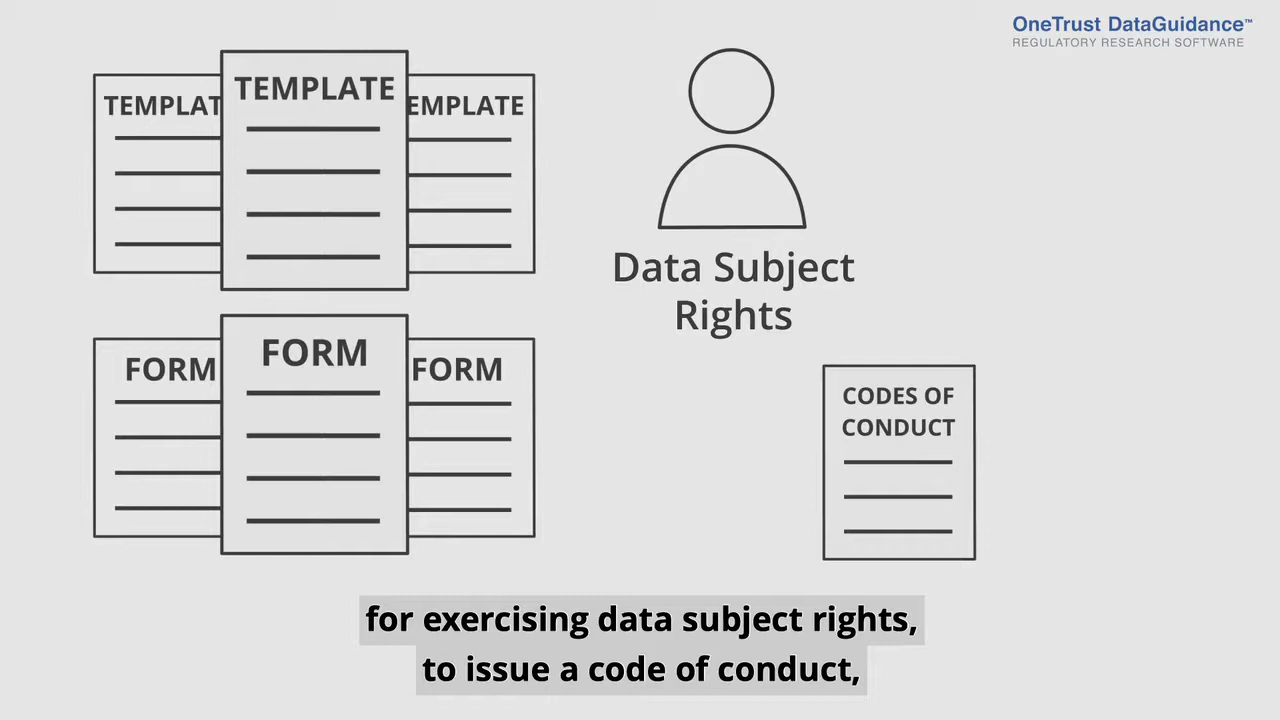 OneTrust DataGuidance™
REGULATORY RESEARCH SOFTWARE
TEMPLAT
TEMPLATE
EMPLATE
Data Subject
Rights
FORM
FORM
FORM
CODES OF
CONDUCT
for exercising data subject rights,
to issue a code of conduct,